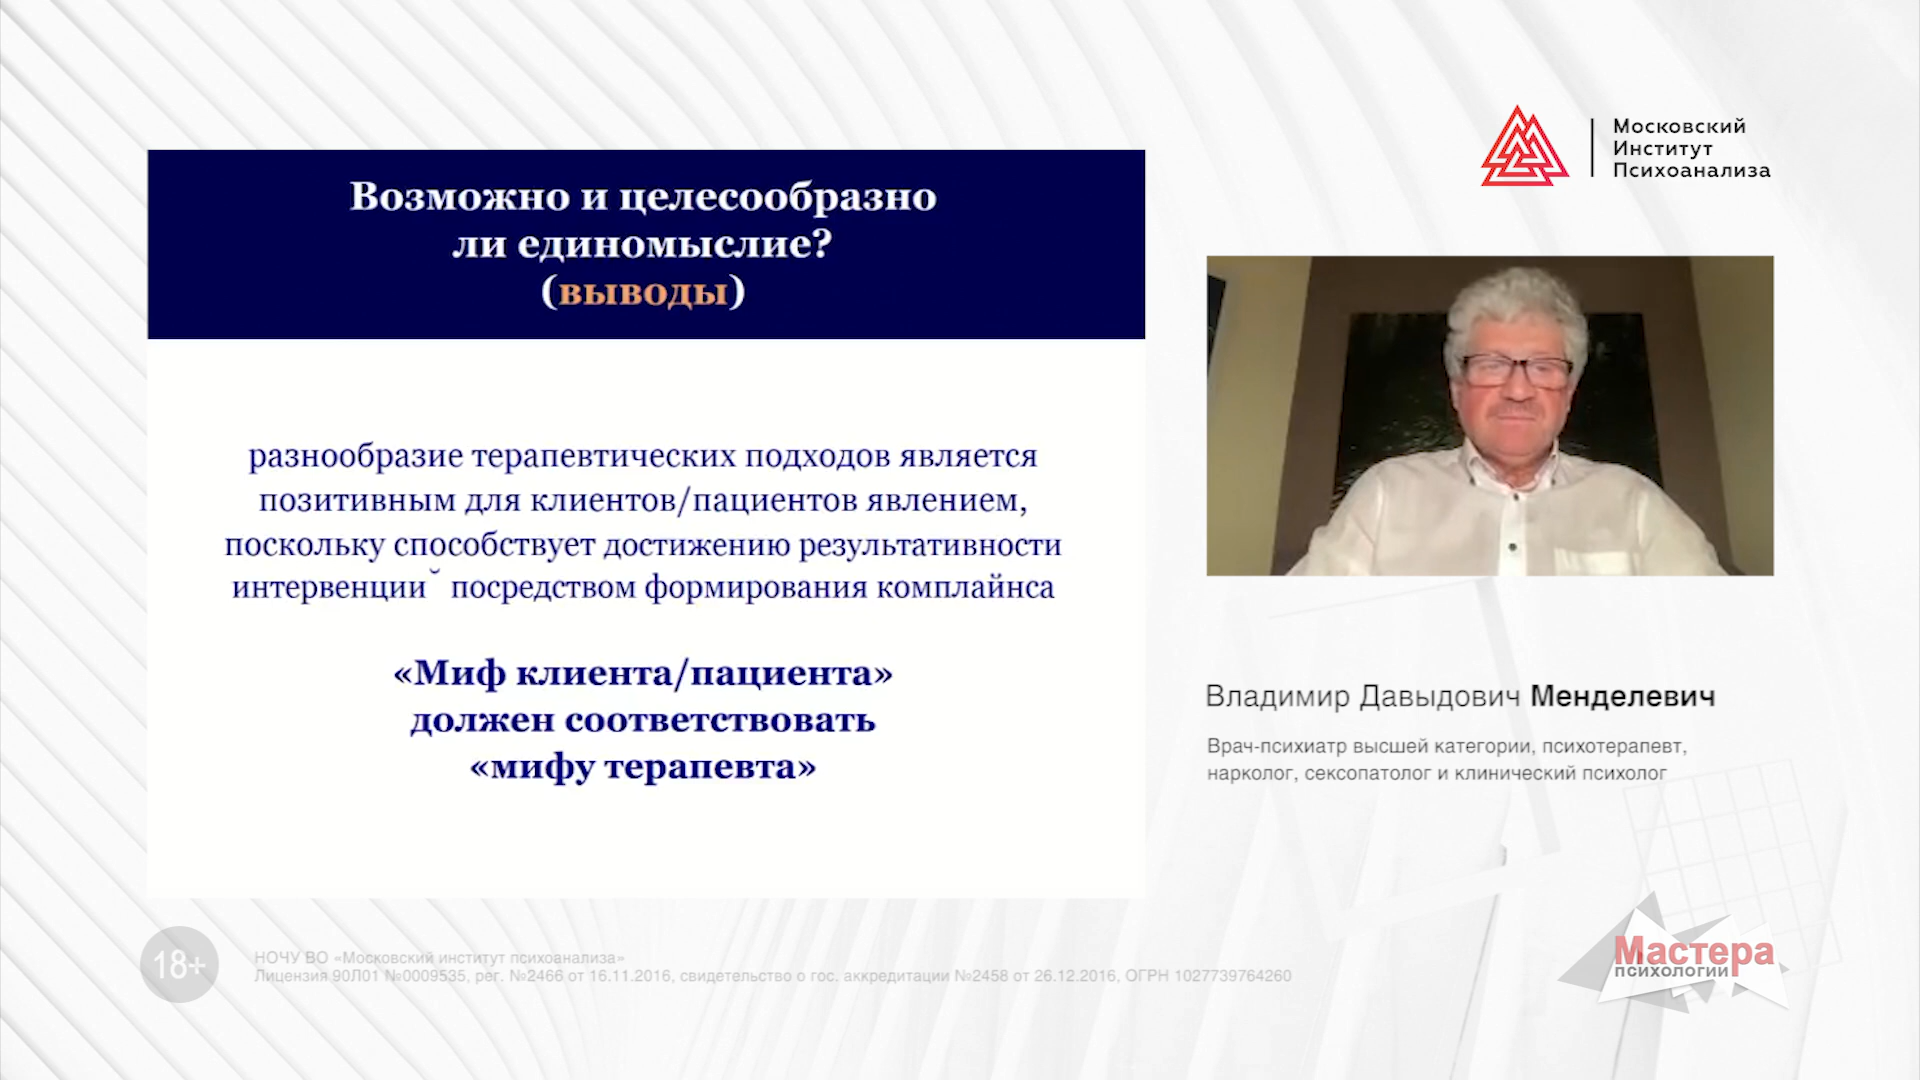 Московский
Институт
Психоанализа
Возможно и целесообразно
ли единомыслие?
(выводы)
разнообразие терапевтических подходов является
позитивным для клиентов/пациентов явлением,
поскольку способствует достижению результативности
интервенций посредством формирования комплайнса
«Миф клиента/пациента»
должен соответствовать
«мифу терапевта»
Владимир Давыдович Менделевич
Врач-психиатр высшей категории, психотерапевт,
нарколог, сексопатолог и клинический психолог
18+
НОЧУ ВО «Московский институт психоанализа»
Лицензия 90Л01 №0009535, рег. №2466 от 16.11.2016, свидетельство о гос. аккредитации №2458 от 26.12.2016, ОГРН 1027739764260
Мастера
психологии